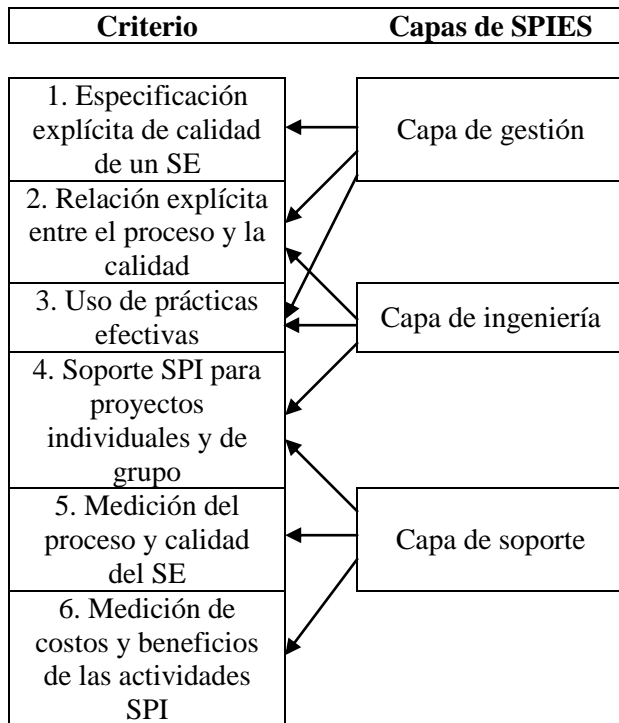 Criterio
Capas de SPIES
1. Especificación
explícita de calidad
de un SE
Capa de gestión
2. Relación explícita
entre el proceso y la
calidad
3. Uso de prácticas
efectivas
Capa de ingeniería
4. Soporte SPI para
proyectos
individuales y de
grupo
5. Medición del
proceso y calidad
del SE
Capa de soporte
6. Medición de
costos y beneficios
de las actividades
SPI